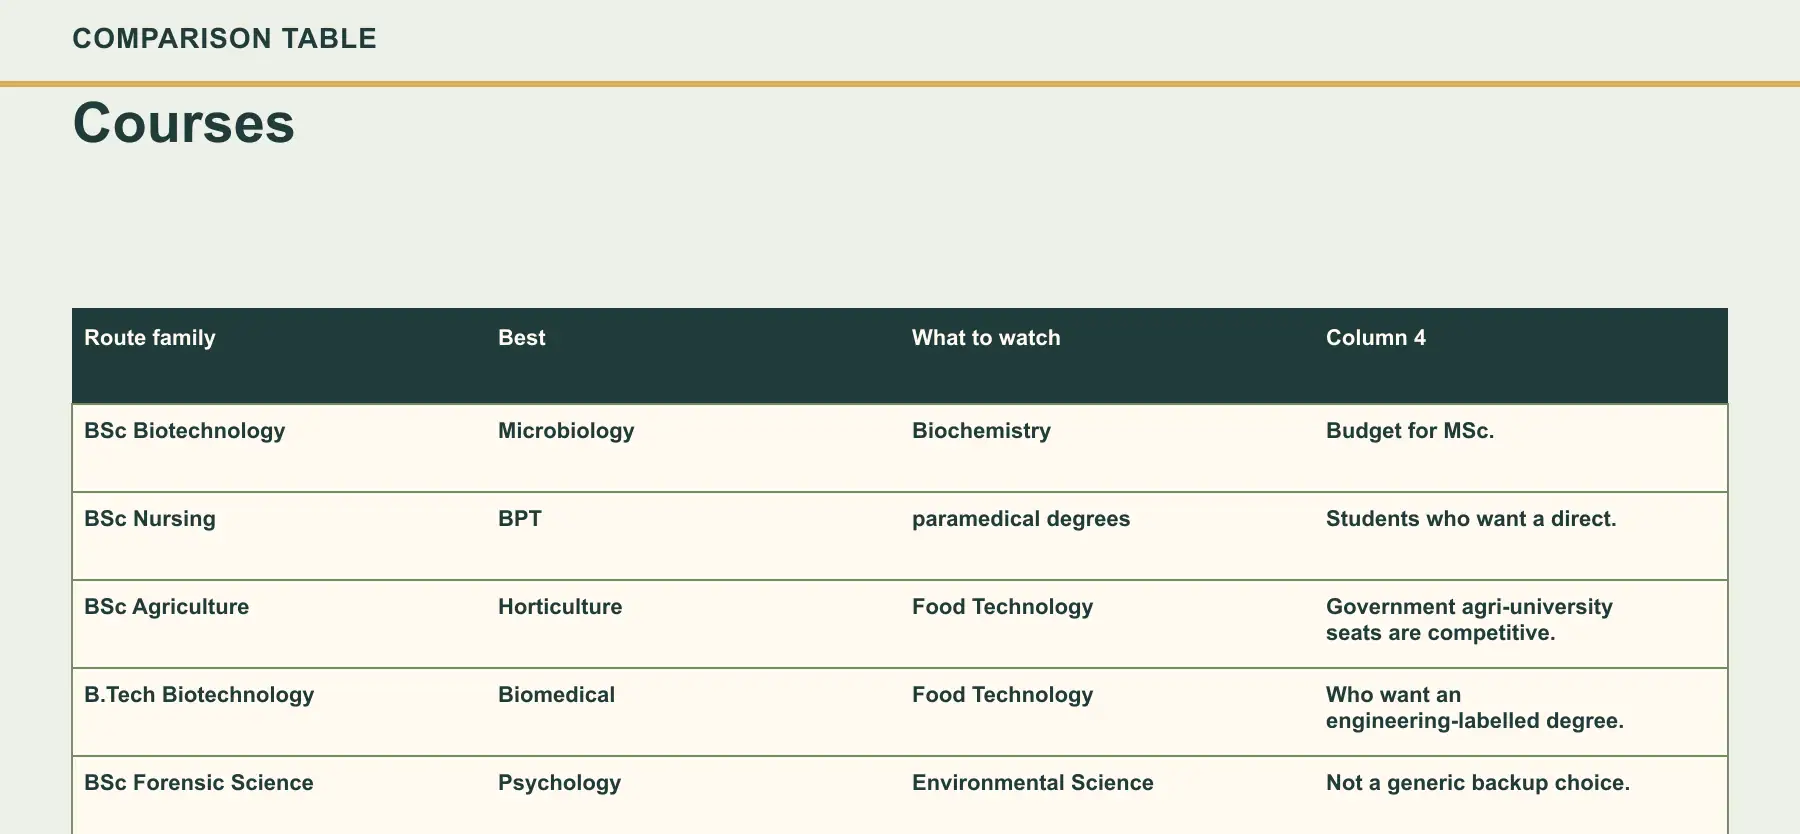 COMPARISON TABLE
Courses
Route family Best What to watch Column 4
BSc Biotechnology Microbiology Biochemistry Budget for MSc.
BSc Nursing BPT paramedical degrees Students who want a direct.
BSc Agriculture Horticulture Food Technology Government agri-university
seats are competitive.
B.Tech Biotechnology Biomedical Food Technology Who want an
engineering-labelled degree.
BSc Forensic Science Psychology Environmental Science Not a generic backup choice.